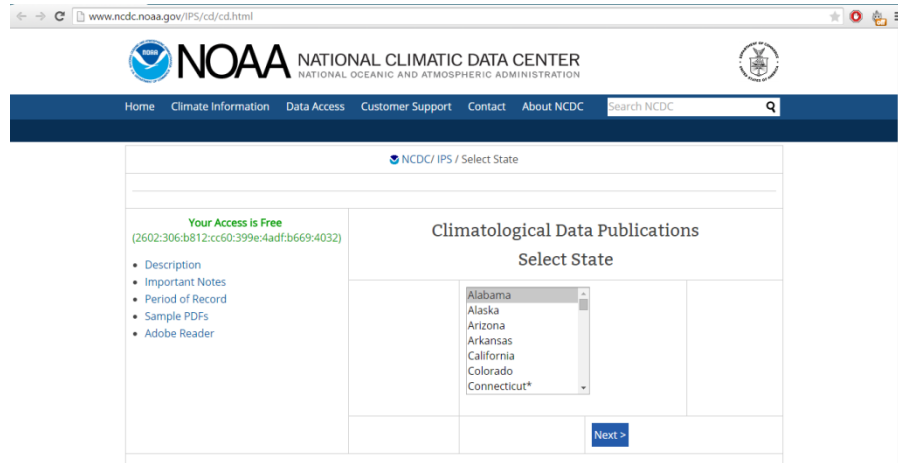 www.ncdc.noaa.gov/IPS/cd/cd.html
NOAA
NOAA NATIONAL CLIMATIC DATA CENTER
NATIONAL OCEANIC AND ATMOSPHERIC ADMINISTRATION
Home Climate Information Data Access Customer Support Contact About NCDC Search NCDC
NCDC/ IPS / Select State
Your Access is Free
(2602:306:b812:cc60:399e:4adf:b669:4032)
Description
Important Notes
Period of Record
Sample PDFs
Adobe Reader
Climatological Data Publications
Select State
Alabama
Alaska
Arizona
Arkansas
California
Colorado
Connecticut*
Next >